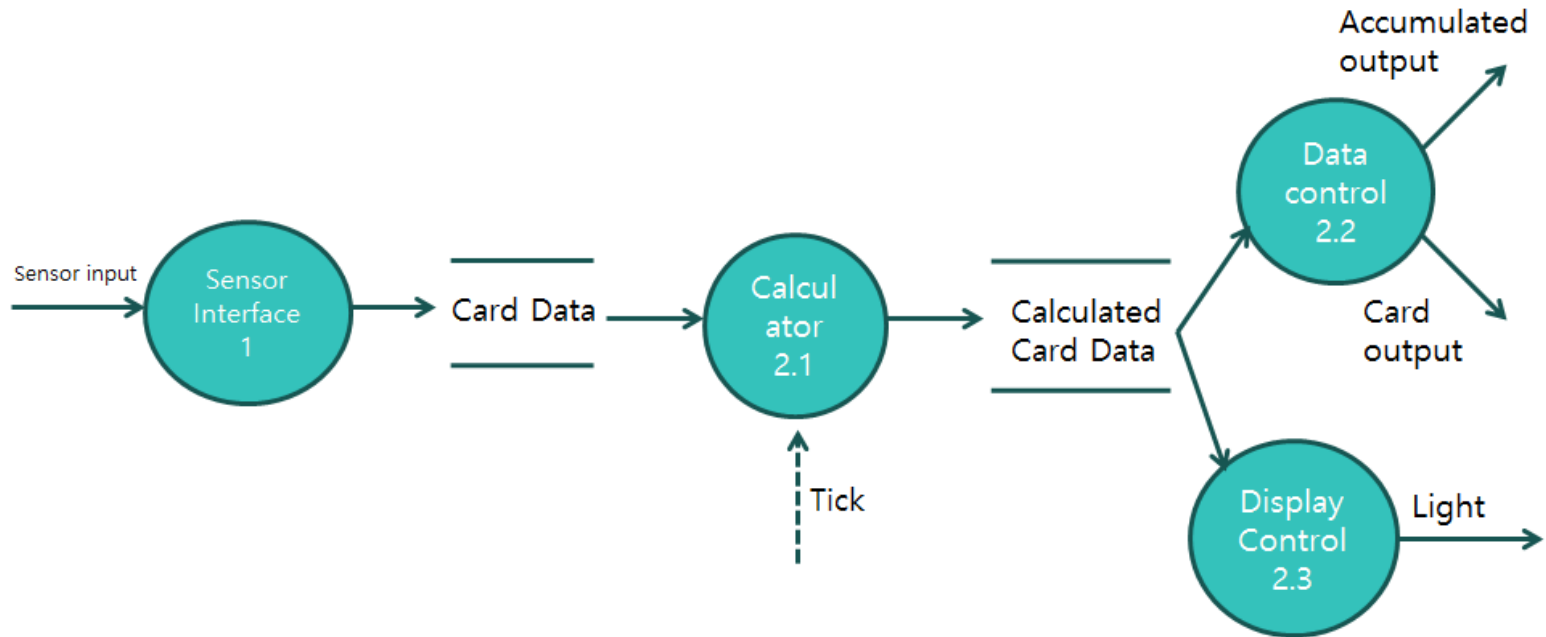 Sensor input
Sensor
Interface
1
Card Data
Calcul
ator
2.1
Tick
Calculated
Card Data
Data
control
2.2
Accumulated
output
Card
output
Display
Control
2.3
Light